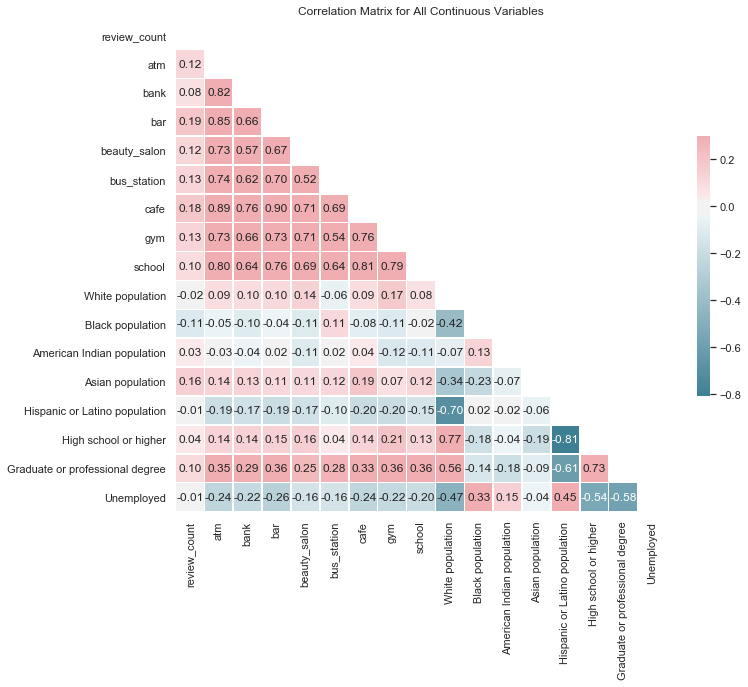 Correlation Matrix for All Continuous Variables
review_count
atm 0.12
bank 0.08 0.82
bar 0.19 0.85 0.66
beauty_salon 0.12 0.73 0.57 0.67
bus_station 0.13 0.74 0.62 0.70 0.52
cafe 0.18 0.89 0.76 0.90 0.71 0.69
gym 0.13 0.73 0.66 0.73 0.71 0.54 0.76
school 0.10 0.80 0.64 0.76 0.69 0.64 0.81 0.79
White population -0.02 0.09 0.10 0.10 0.14 -0.06 0.09 0.17 0.08
Black population -0.11 -0.05 -0.10 -0.04 -0.11 0.11 -0.08 -0.11 -0.02 -0.42
American Indian population 0.03 -0.03 -0.04 0.02 -0.11 0.02 0.04 -0.12 -0.11 -0.07 0.13
Asian population 0.16 0.14 0.13 0.11 0.11 0.12 0.19 0.07 0.12 -0.34 -0.23 -0.07
Hispanic or Latino population -0.01 -0.19 -0.17 -0.19 -0.17 -0.10 -0.20 -0.20 -0.15 -0.70 0.02 -0.02 -0.06
High school or higher 0.04 0.14 0.14 0.15 0.16 0.04 0.14 0.21 0.13 0.77 -0.18 -0.04 -0.19 -0.81
Graduate or professional degree 0.10 0.35 0.29 0.36 0.25 0.28 0.33 0.36 0.36 0.56 -0.14 -0.18 -0.09 -0.61 0.73
Unemployed -0.01 -0.24 -0.22 -0.26 -0.16 -0.16 -0.24 -0.22 -0.20 -0.47 0.33 0.15 -0.04 0.45 -0.54 -0.58
review_count
atm
bank
bar
beauty_salon
bus_station
cafe
gym
school
White population
Black population
American Indian population
Asian population
Hispanic or Latino population
High school or higher
Graduate or professional degree
Unemployed
0.2
0.0
−0.2
−0.4
−0.6
−0.8